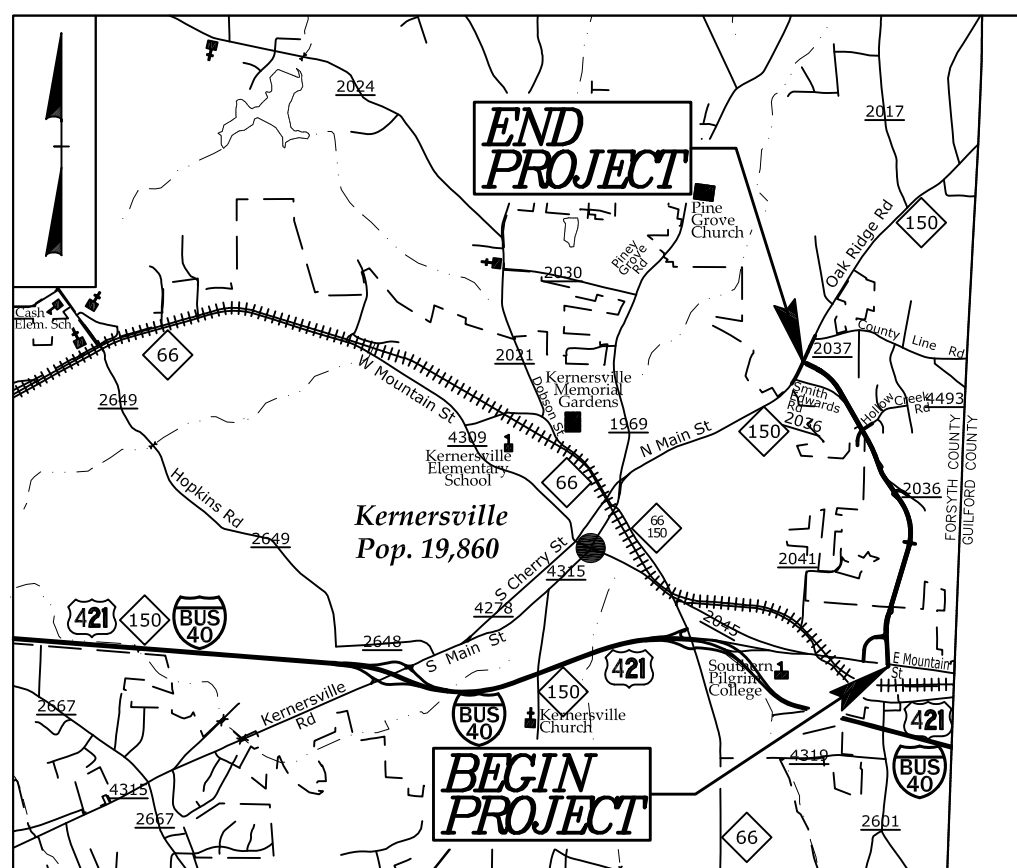 2024
2017
END
PROJECT
Pine
Grove
Church
150
Oak Ridge Rd
Piney
Grove
Rd
2030
Cash
Elem. Sch
66
W Mountain St
2021
2037
County Line Rd
2649
Kernersville
Memorial
Gardens
Dobson St
Smith
Edwards
Rd
Hollow
Creek
Rd
4493
1969
N Main St
150
2036
4309
Kernersville
Elementary
School
1
66
Hopkins Rd
FORSYTH COUNTY
GUILFORD COUNTY
2036
Kernersville
Pop. 19,860
66
150
2649
2041
S Cherry St
4315
4278
421
150
BUS
40
2045
2648
S Main St
421
E Mountain
St
Southern
Pilgrim
College
1
2667
Kernersville
Rd
150
BUS
40
Kernersville
Church
421
BEGIN
PROJECT
4319
BUS
40
4315
2667
66
2601